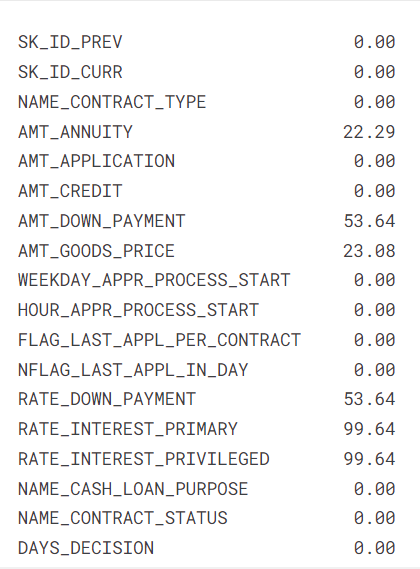 SK_ID_PREV 0.00
SK_ID_CURR 0.00
NAME_CONTRACT_TYPE 0.00
AMT_ANNUITY 22.29
AMT_APPLICATION 0.00
AMT_CREDIT 0.00
AMT_DOWN_PAYMENT 53.64
AMT_GOODS_PRICE 23.08
WEEKDAY_APPR_PROCESS_START 0.00
HOUR_APPR_PROCESS_START 0.00
FLAG_LAST_APPL_PER_CONTRACT 0.00
NFLAG_LAST_APPL_IN_DAY 0.00
RATE_DOWN_PAYMENT 53.64
RATE_INTEREST_PRIMARY 99.64
RATE_INTEREST_PRIVILEGED 99.64
NAME_CASH_LOAN_PURPOSE 0.00
NAME_CONTRACT_STATUS 0.00
DAYS_DECISION 0.00